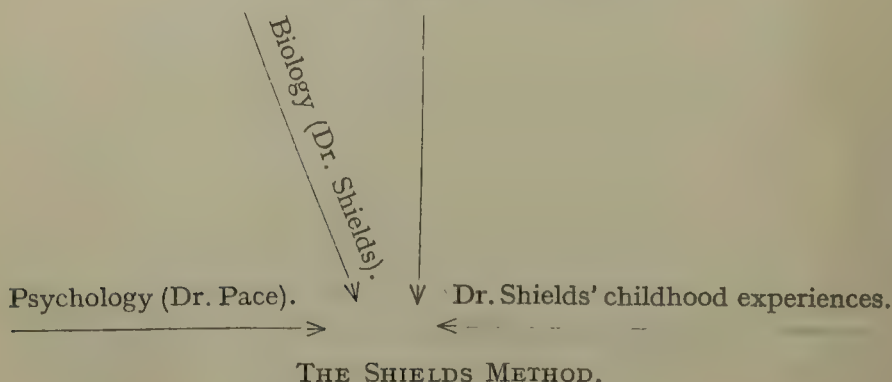 Biology (Dr. Shields).
Psychology (Dr. Pace).
Dr. Shields' childhood experiences.
THE SHIELDS METHOD.